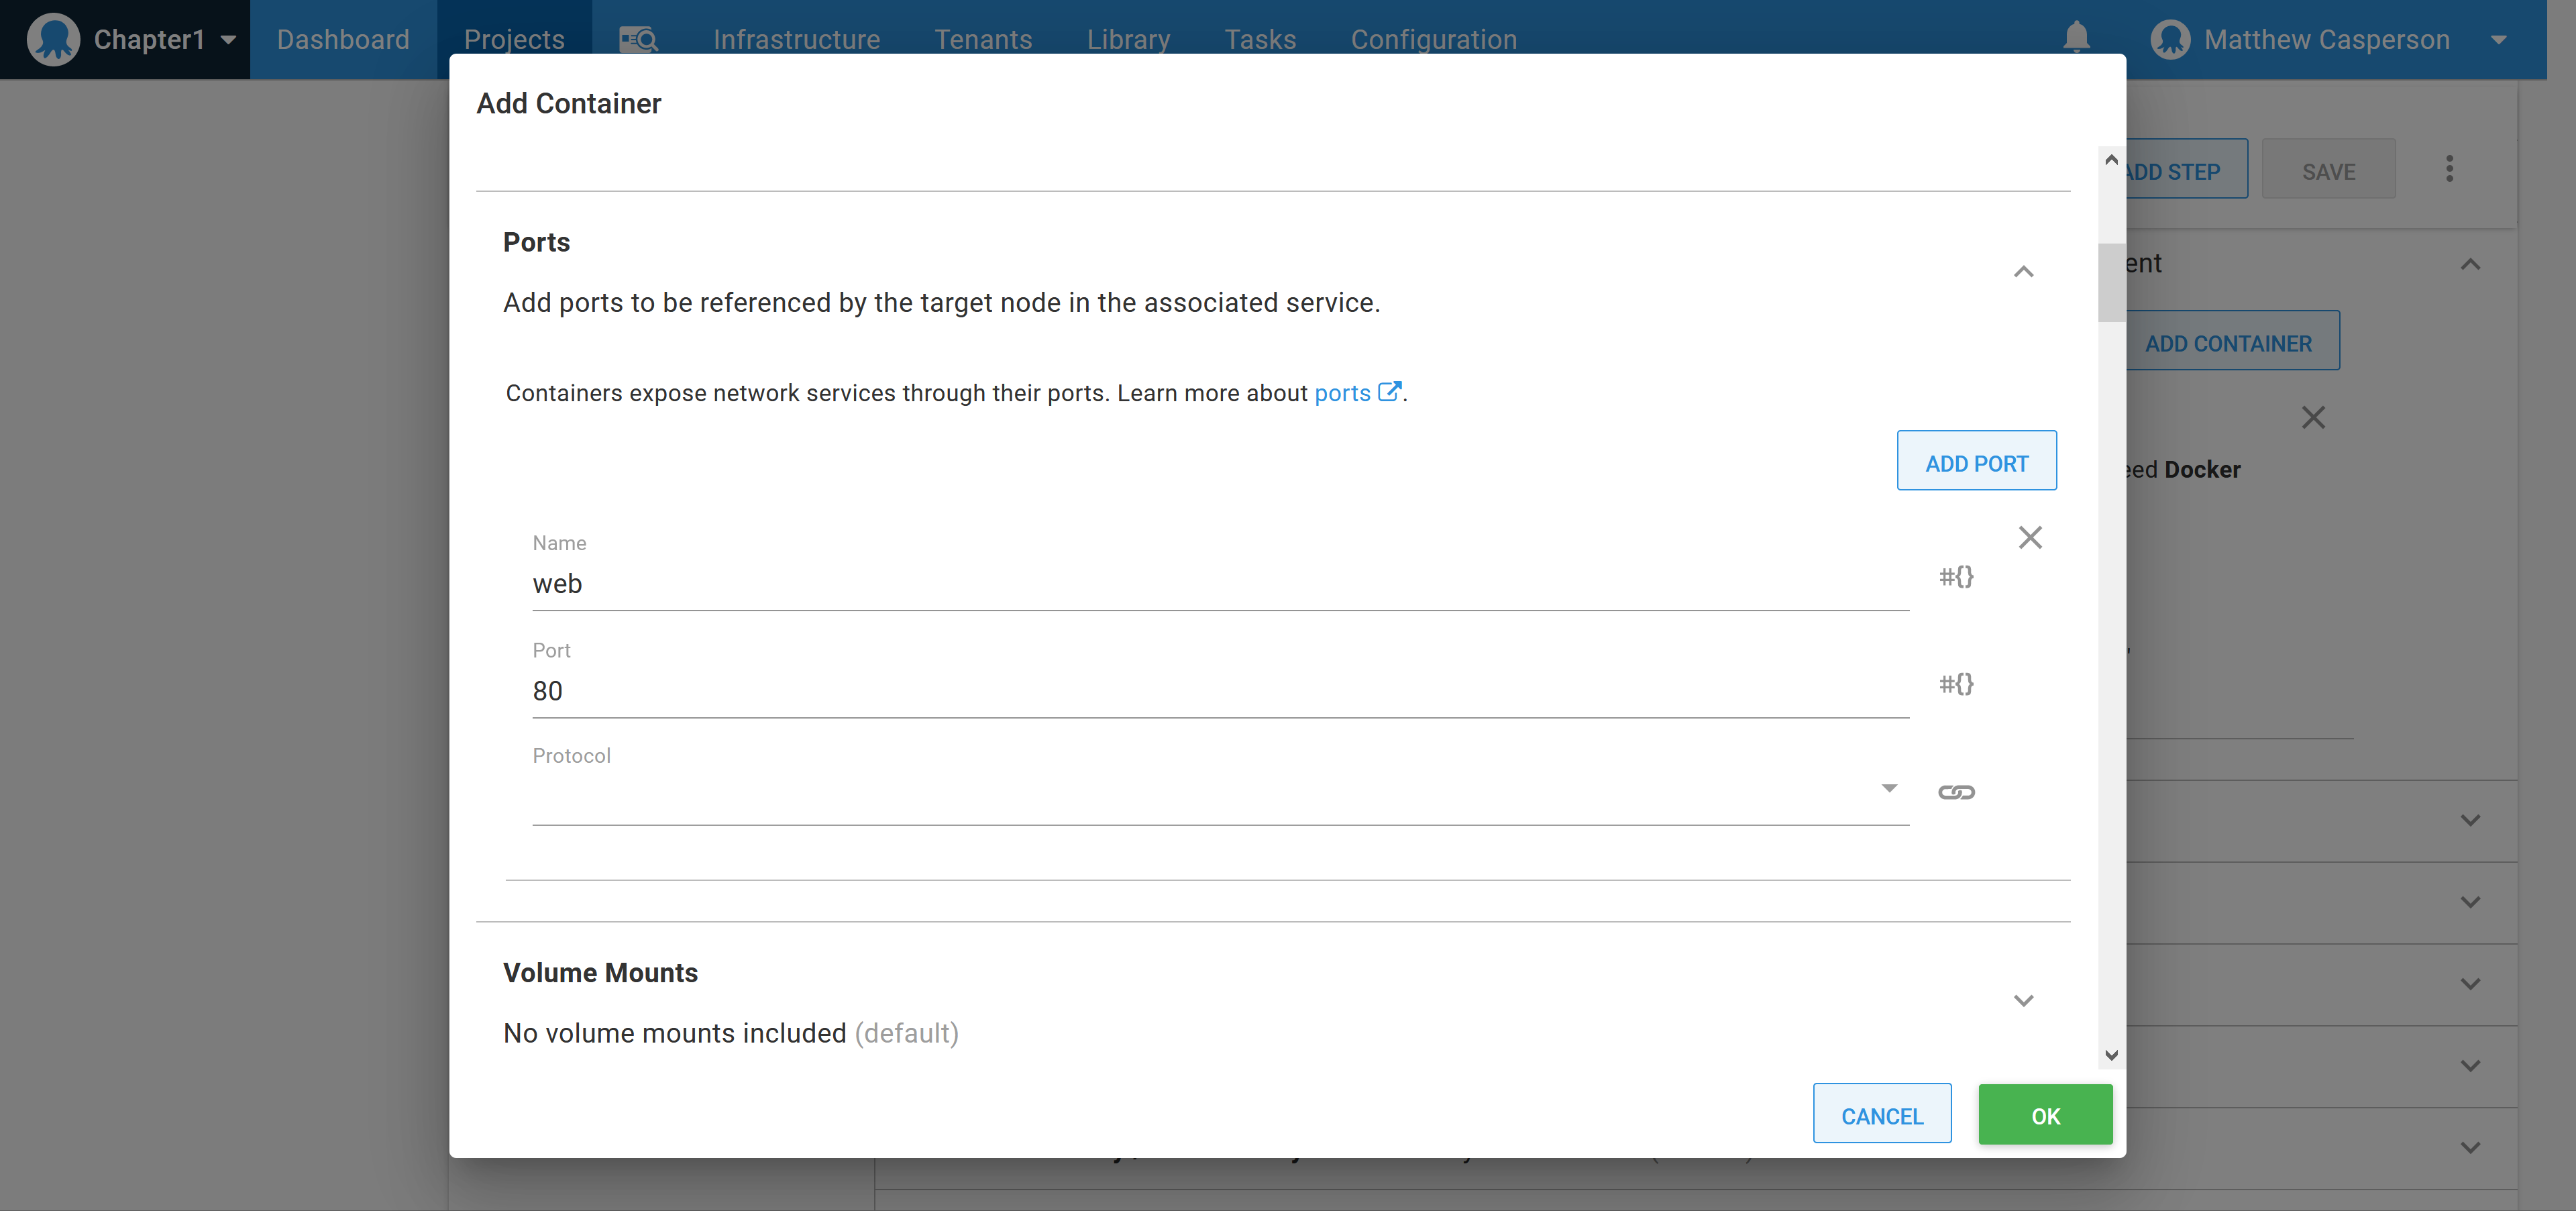 Chapter1 Dashboard Projects Infrastructure Tenants Library Tasks Configuration Matthew Casperson
Add Container
ADD STEP SAVE
Ports
Add ports to be referenced by the target node in the associated service.
ADD CONTAINER
Containers expose network services through their ports. Learn more about ports .
ADD PORT
Docker
Name
web
#{}
Port
80
#{}
Protocol
Volume Mounts
No volume mounts included (default)
CANCEL OK